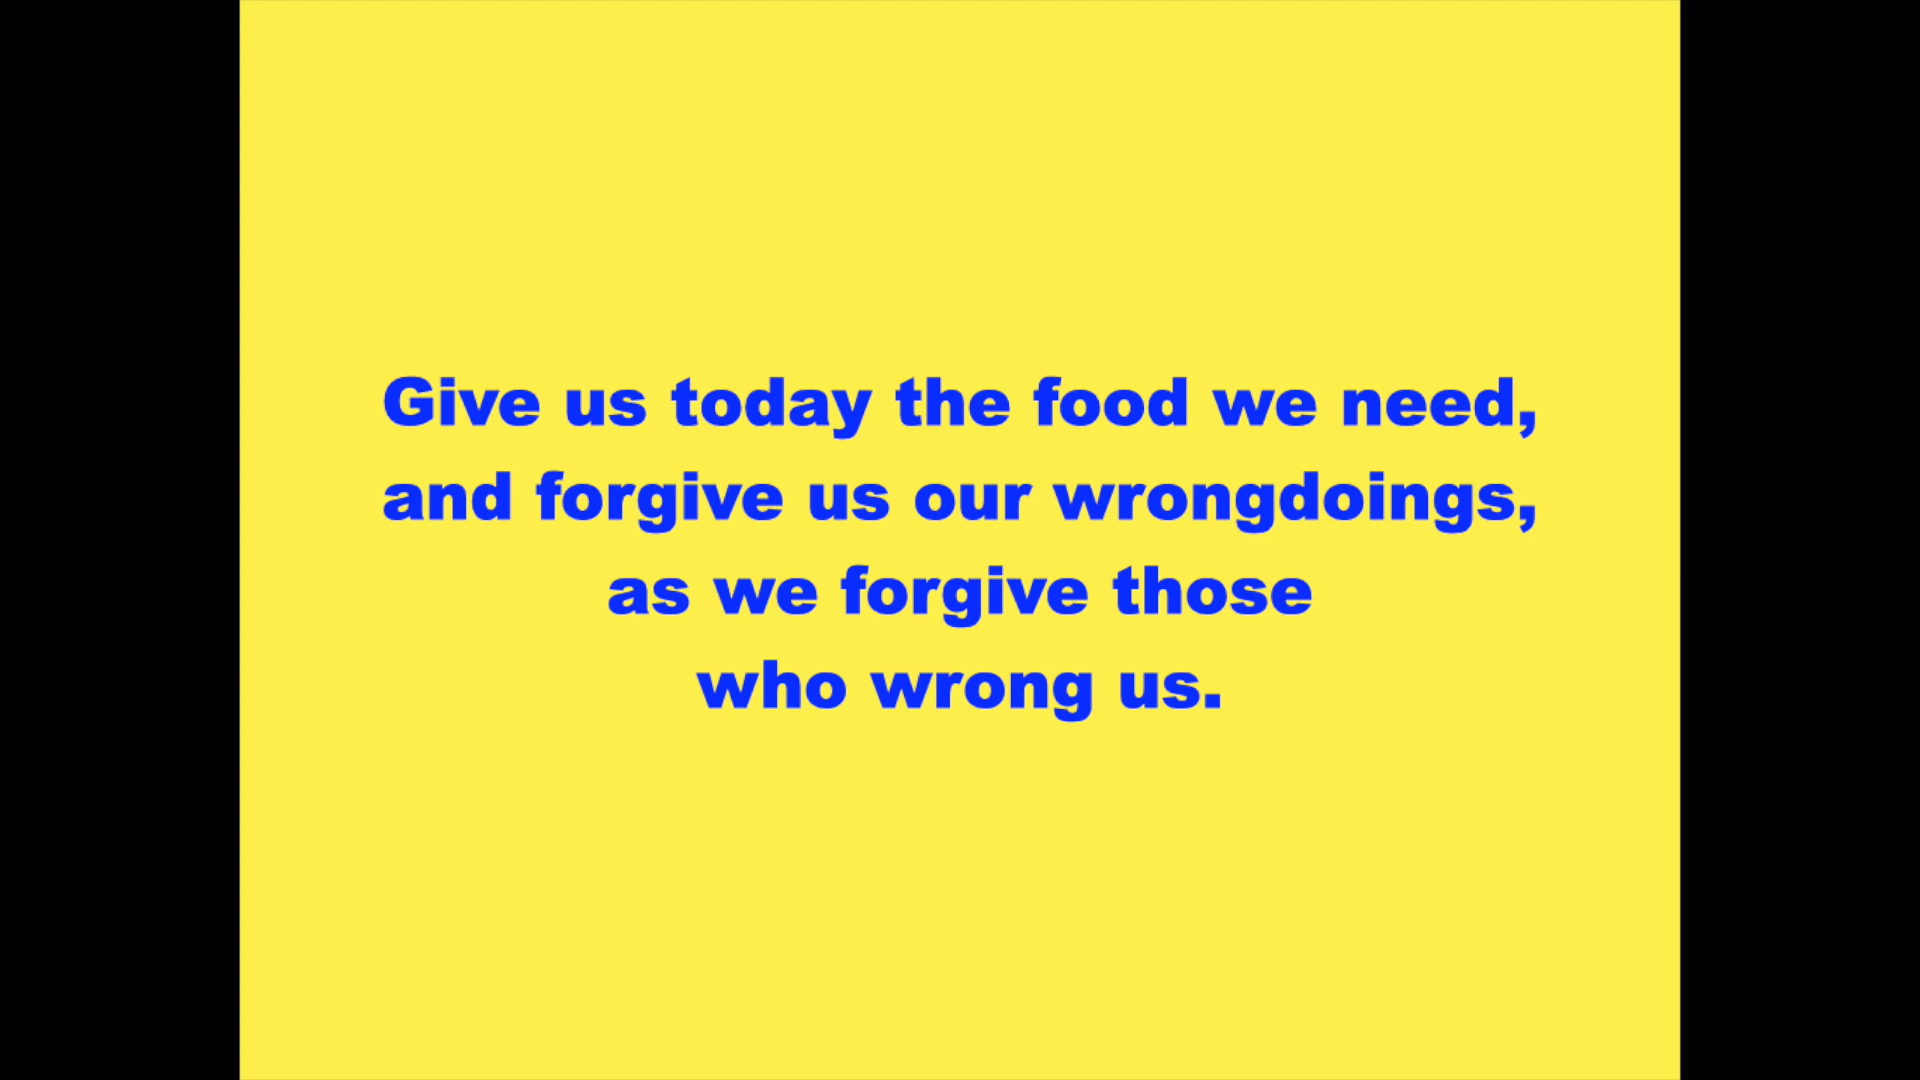 Give us today the food we need,
and forgive us our wrongdoings,
as we forgive those
who wrong us.